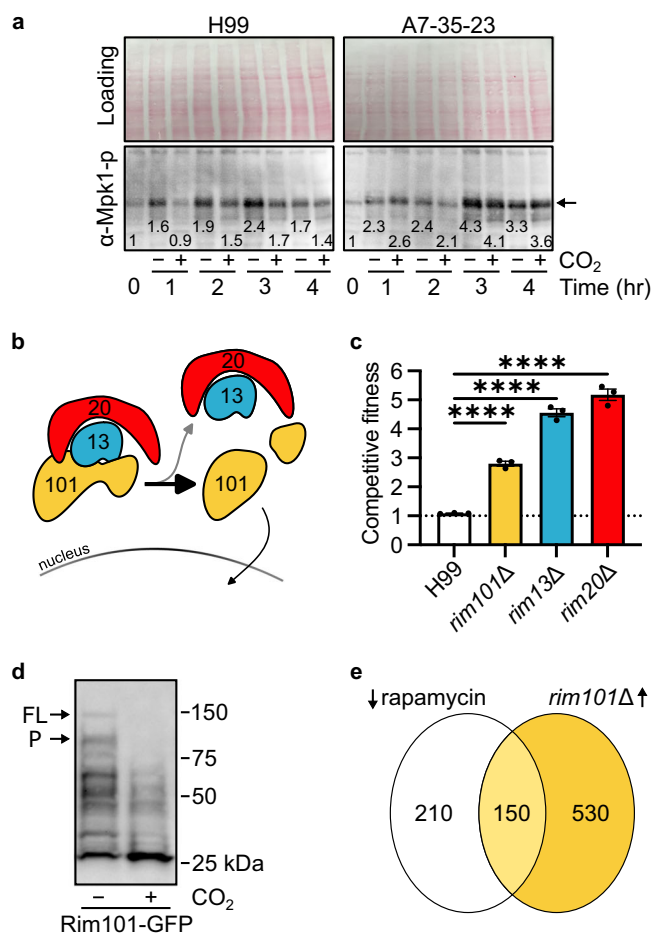 a
H99 A7-35-23
Loading
α-Mpk1-p
1 1.6 0.9 1.9 1.5 2.4 1.7 1.7 1.4
1 2.3 2.6 2.4 2.1 4.3 4.1 3.3 3.6
− + − + − + − + − + − + − + − + CO2
0 1 2 3 4 0 1 2 3 4 Time (hr)
b
20
13
101
20
13
101
nucleus
c
Competitive fitness
6
5
4
3
2
1
0
****
****
****
H99 rim101Δ rim13Δ rim20Δ
d
FL
P
-150
-75
-50
-25 kDa
− + CO2
Rim101-GFP
e
↓rapamycin rim101Δ↑
210 150 530